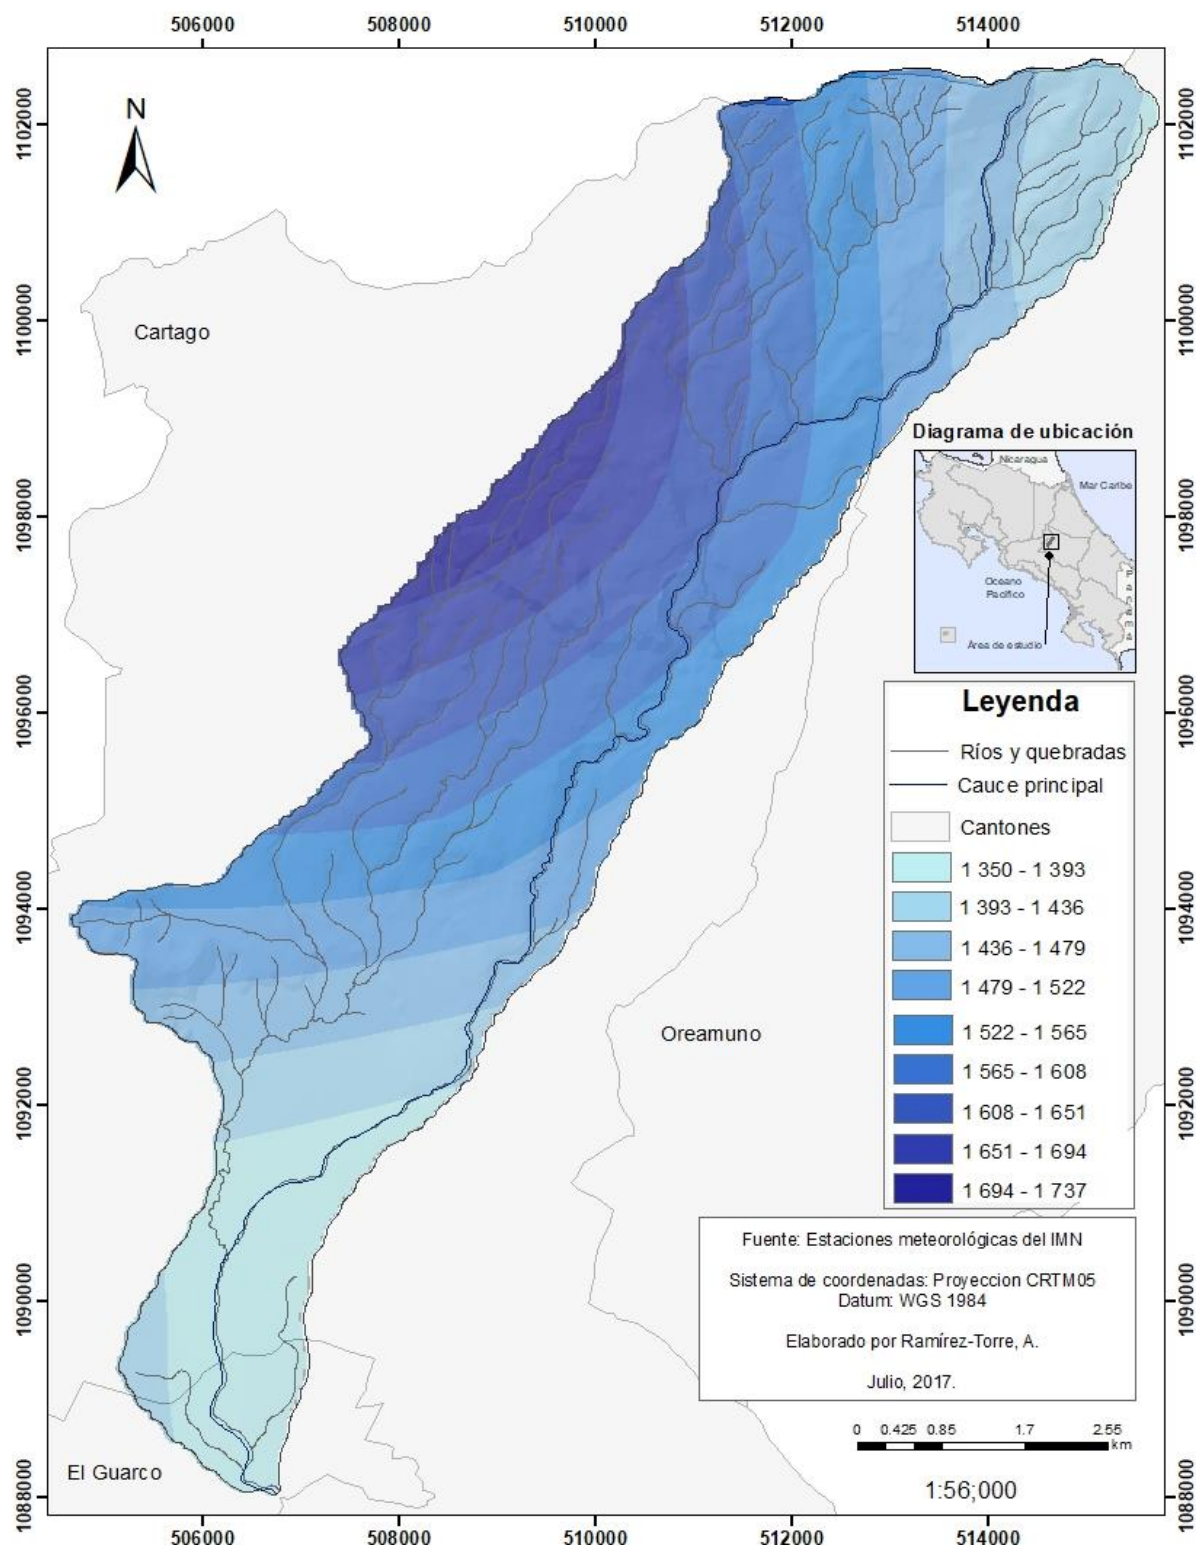 506000
508000
510000
512000
514000
1102000
1102000
N
1100000
Cartago
1100000
Diagrama de ubicación
Nicaragua
Mar Caribe
1098000
1098000
Oceano
Pacífico
Panamá
Área de estudio
1096000
1096000
Leyenda
Ríos y quebradas
Cauce principal
Cantones
1 350 - 1 393
1 393 - 1 436
1 436 - 1 479
1 479 - 1 522
1 522 - 1 565
1 565 - 1 608
1 608 - 1 651
1 651 - 1 694
1 694 - 1 737
1094000
1094000
Oreamuno
1092000
1092000
Fuente: Estaciones meteorológicas del IMN
Sistema de coordenadas: Proyeccion CRTM05
Datum: WGS 1984
Elaborado por Ramírez-Torre, A.
Julio, 2017.
1090000
1090000
0 0.425 0.85 1.7 2.55
km
El Guarco
1:56,000
1088000
1088000
506000
508000
510000
512000
514000